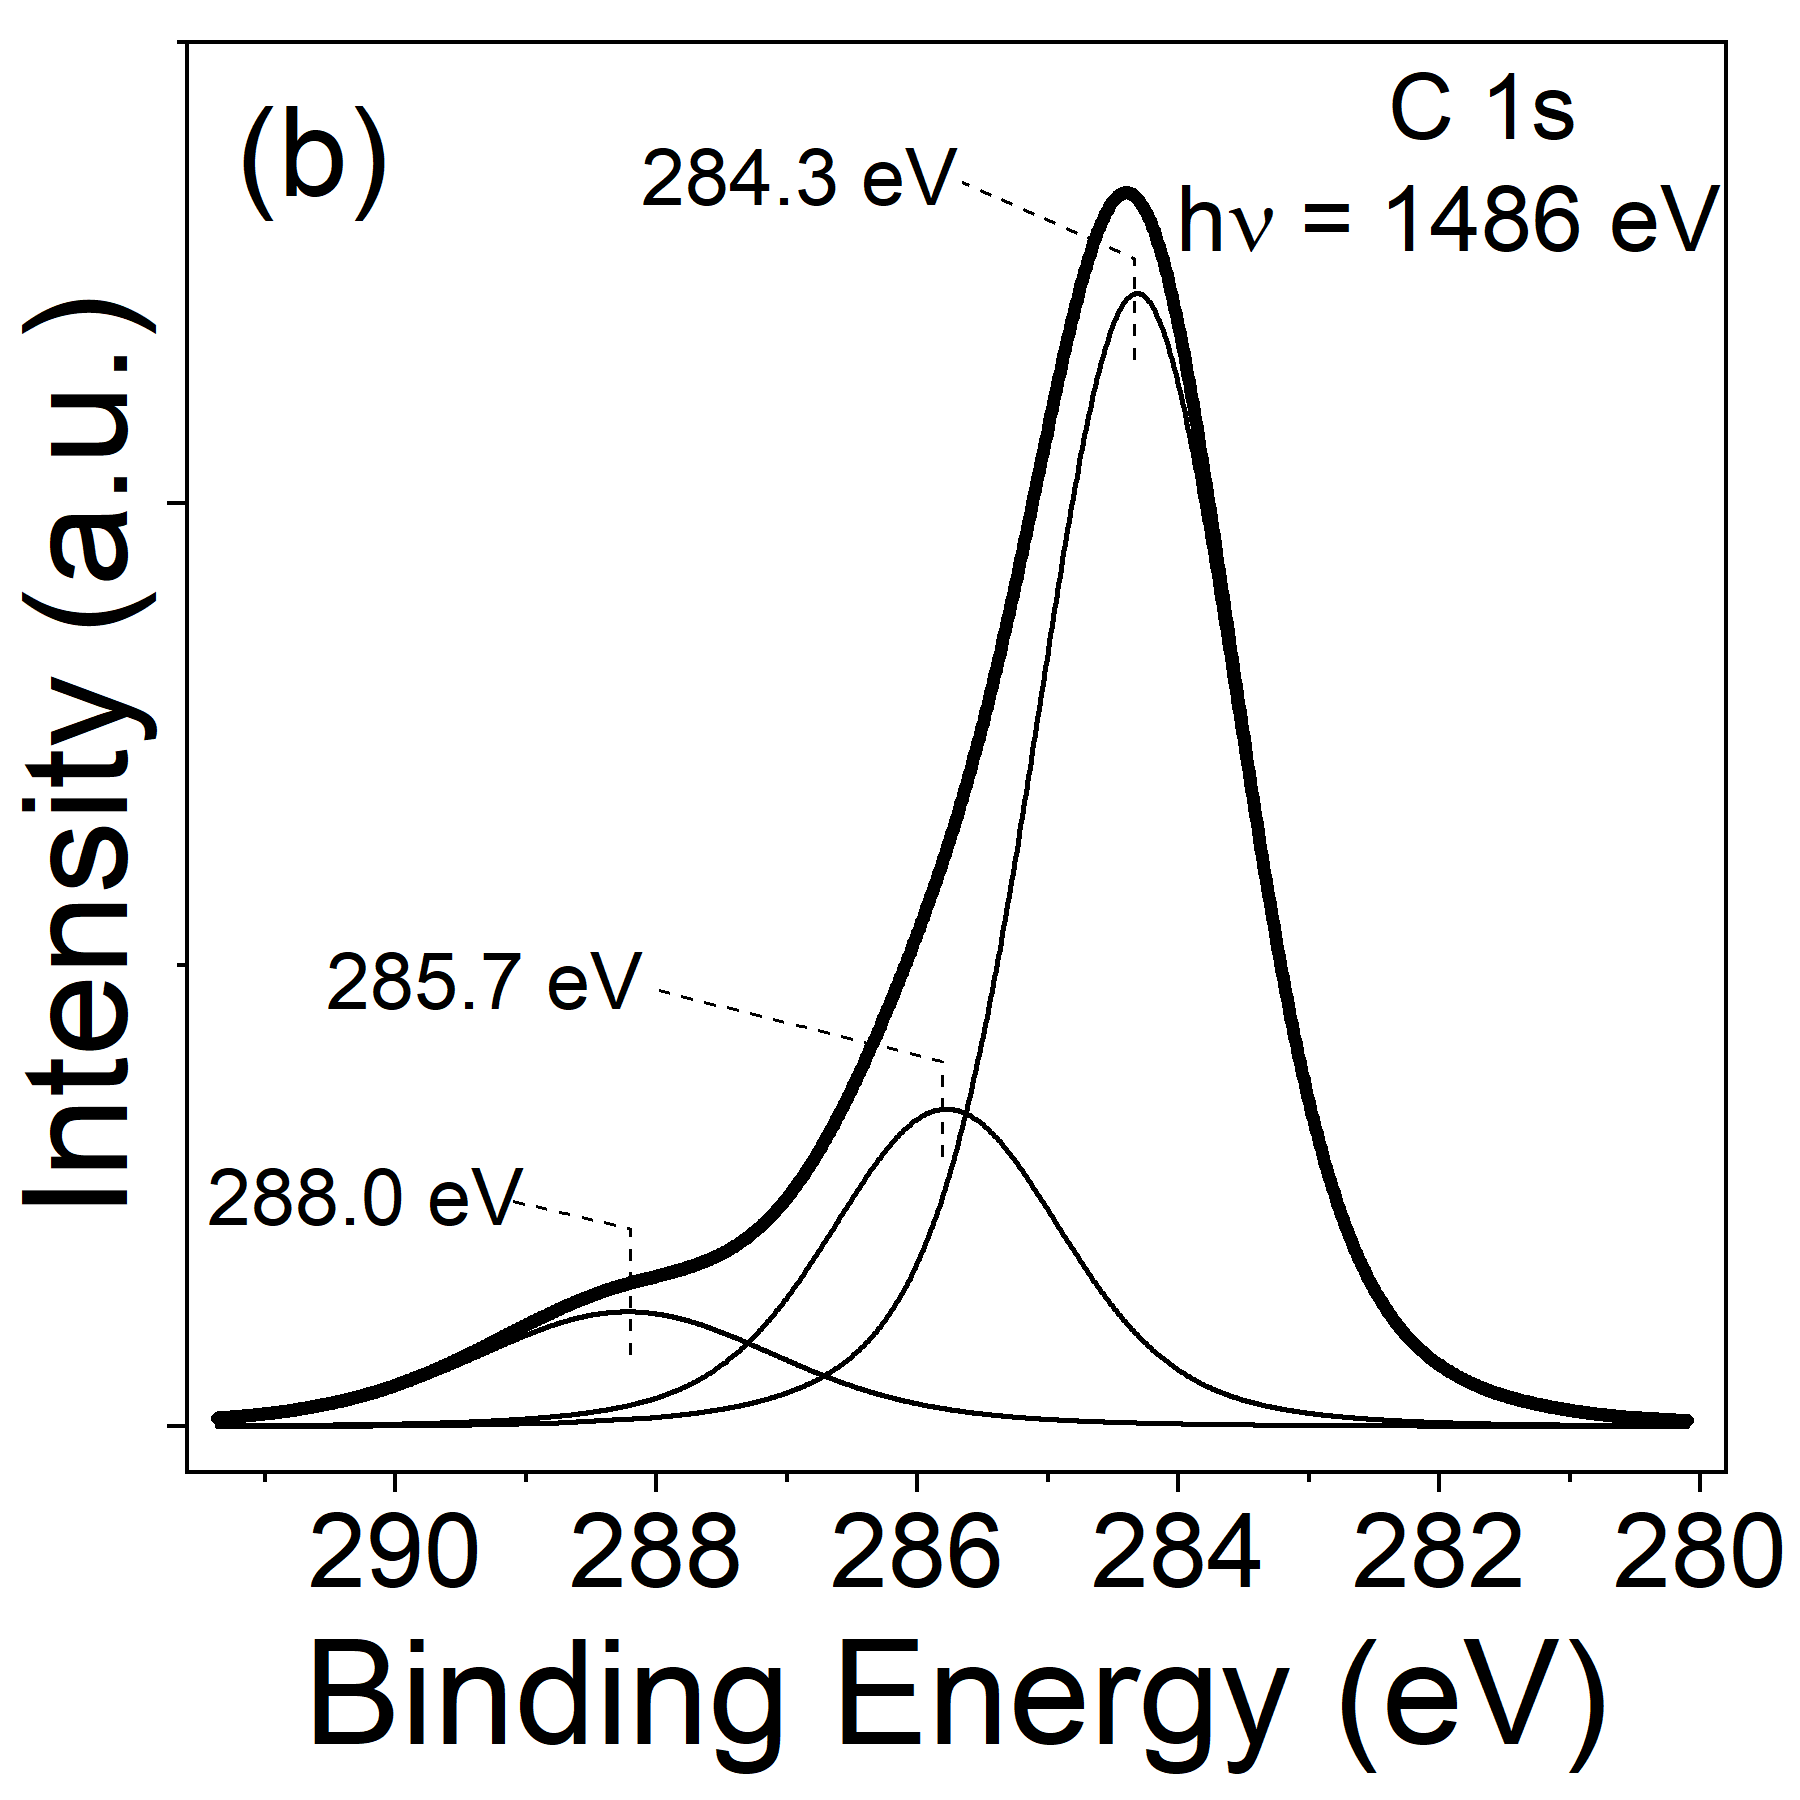 (b)
C 1s
hν = 1486 eV
284.3 eV
285.7 eV
288.0 eV
Intensity (a.u.)
290 288 286 284 282 280
Binding Energy (eV)